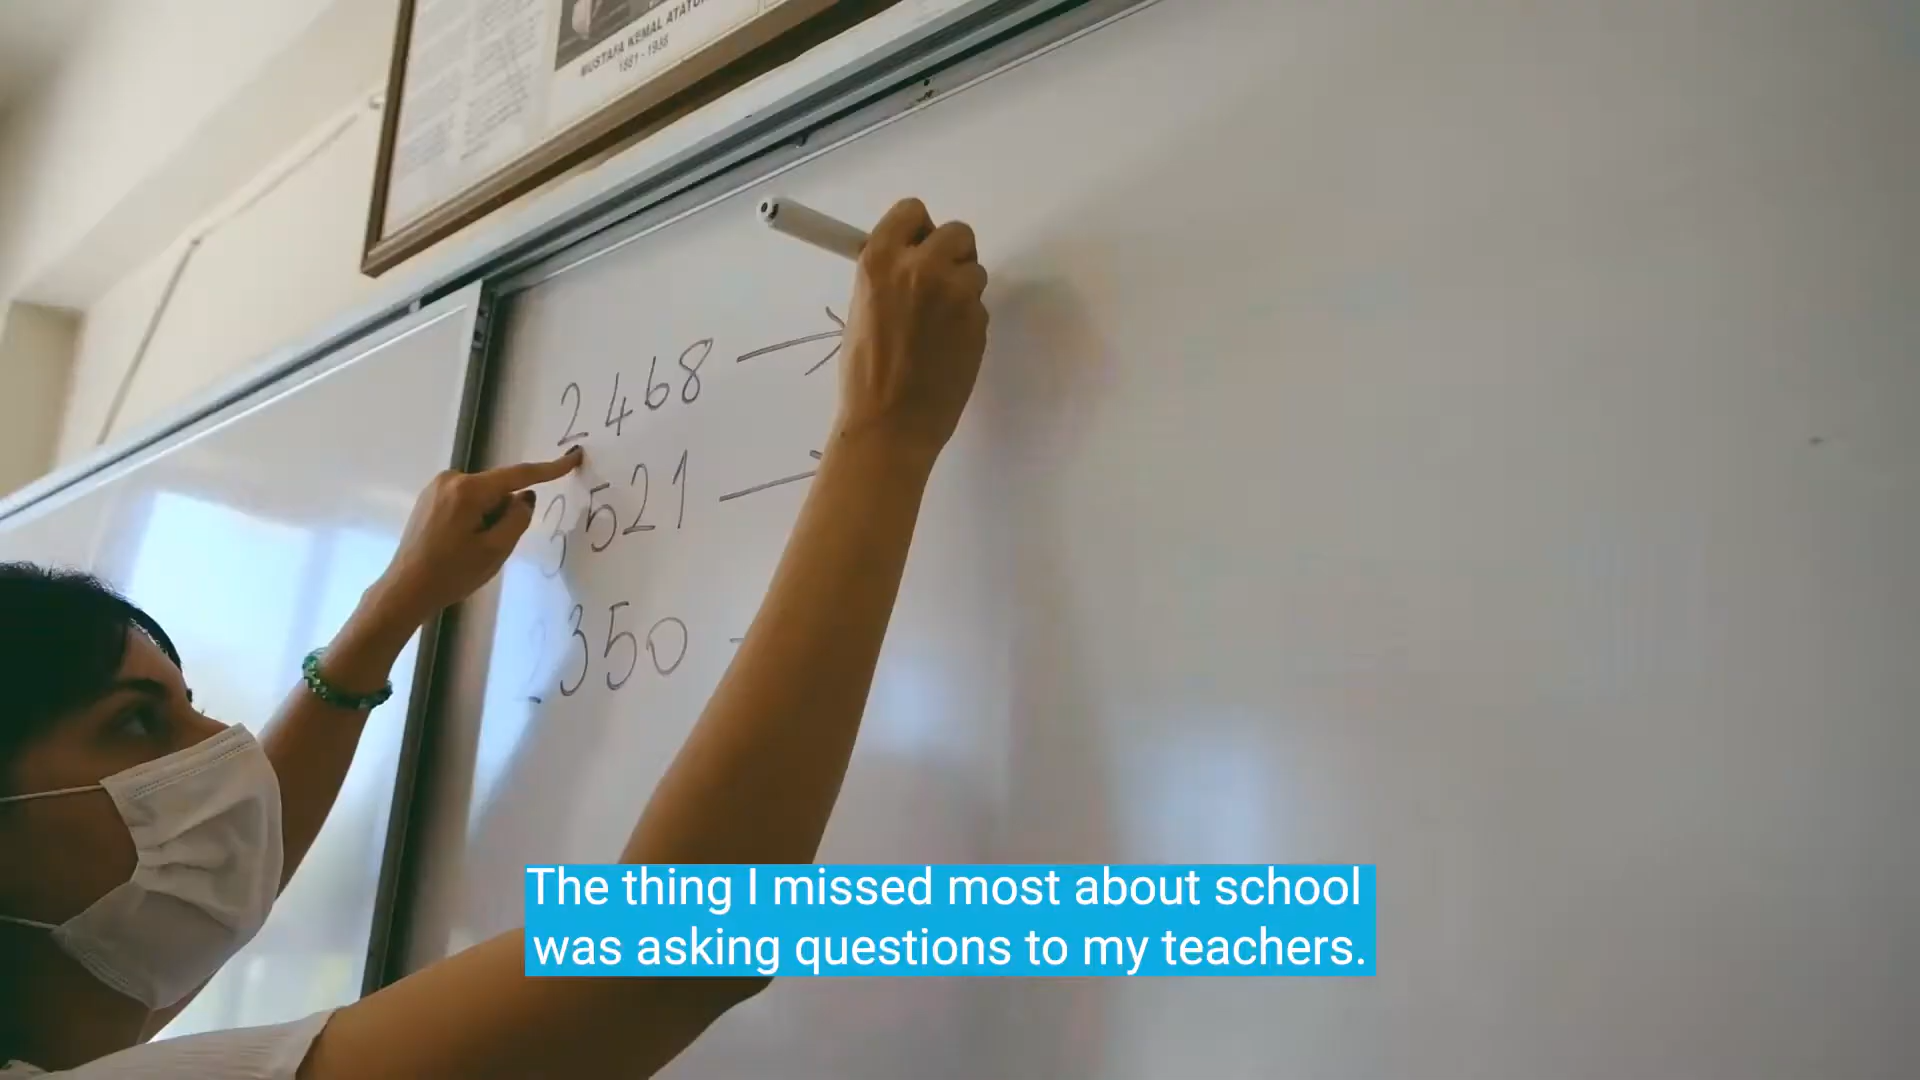 MUSTAFA KEMAL ATATÜRK
1881 - 1938
2468 →
3521 →
2350
The thing I missed most about school
was asking questions to my teachers.